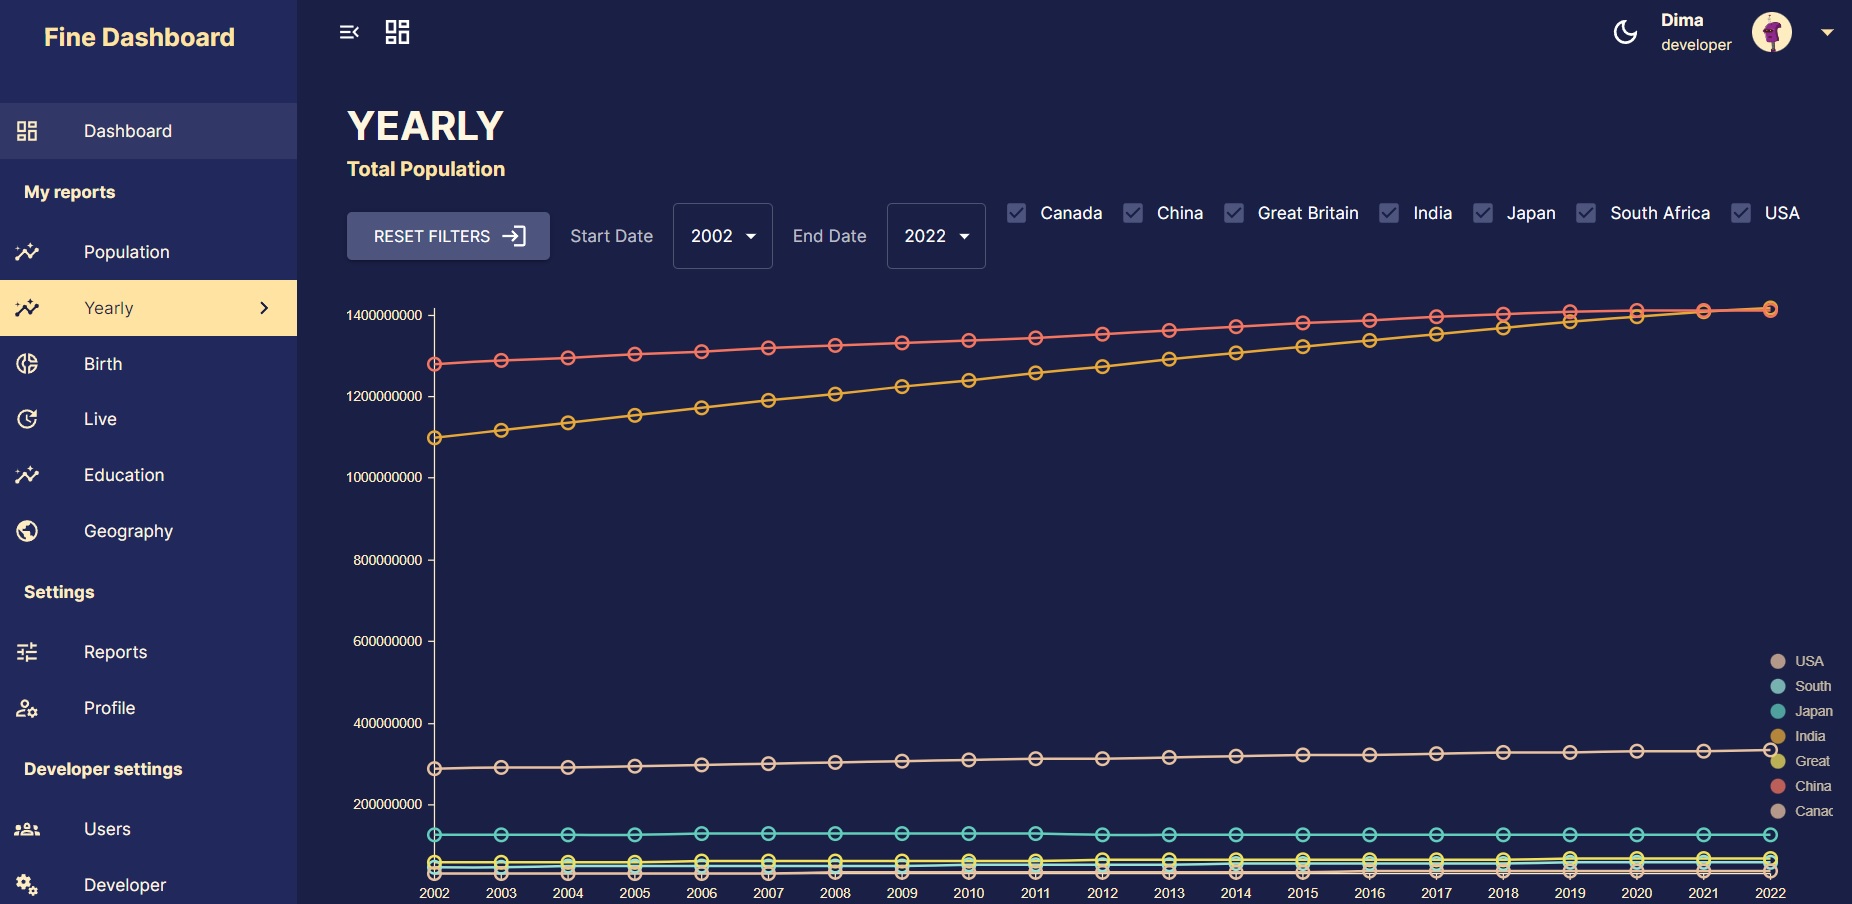 Fine Dashboard
Dima
developer
Dashboard
My reports
Population
Yearly
Birth
Live
Education
Geography
Settings
Reports
Profile
Developer settings
Users
Developer
YEARLY
Total Population
RESET FILTERS
Start Date
2002
End Date
2022
Canada
China
Great Britain
India
Japan
South Africa
USA
1400000000
1200000000
1000000000
800000000
600000000
400000000
200000000
USA
South
Japan
India
Great
China
Canac
2002 2003 2004 2005 2006 2007 2008 2009 2010 2011 2012 2013 2014 2015 2016 2017 2018 2019 2020 2021 2022